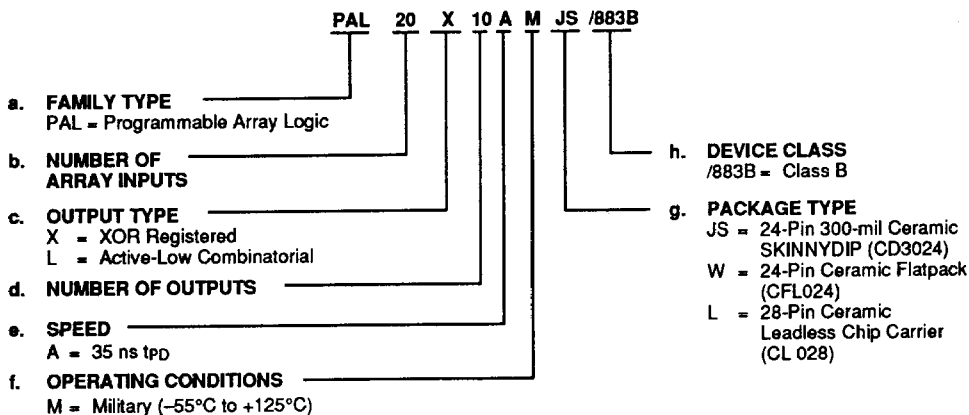 PAL 20 X 10 A M JS /883B
a. FAMILY TYPE
PAL = Programmable Array Logic
b. NUMBER OF
ARRAY INPUTS
c. OUTPUT TYPE
X = XOR Registered
L = Active-Low Combinatorial
d. NUMBER OF OUTPUTS
e. SPEED
A = 35 ns tPD
f. OPERATING CONDITIONS
M = Military (–55°C to +125°C)
h. DEVICE CLASS
/883B = Class B
g. PACKAGE TYPE
JS = 24-Pin 300-mil Ceramic
SKINNYDIP (CD3024)
W = 24-Pin Ceramic Flatpack
(CFL024)
L = 28-Pin Ceramic
Leadless Chip Carrier
(CL 028)